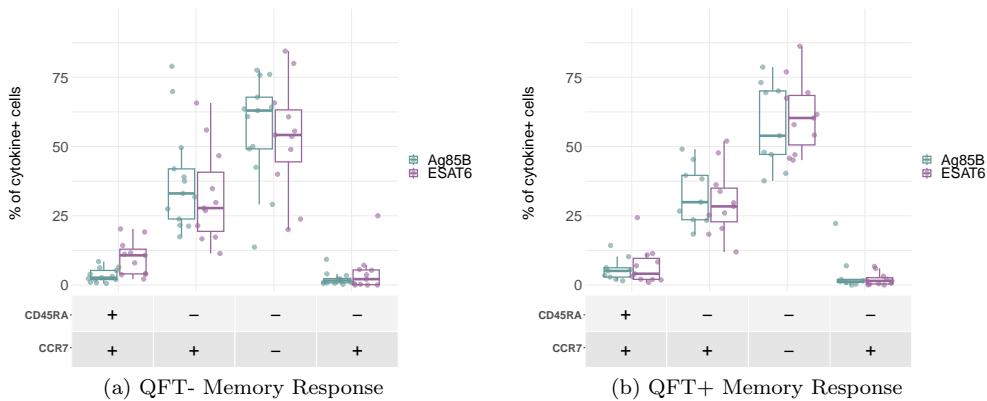 % of cytokine+ cells
75
50
25
0
Ag85B
ESAT6
CD45RA
+ − − −
CCR7
+ + − +
(a) QFT- Memory Response
% of cytokine+ cells
75
50
25
0
Ag85B
ESAT6
CD45RA
+ − − −
CCR7
+ + − +
(b) QFT+ Memory Response